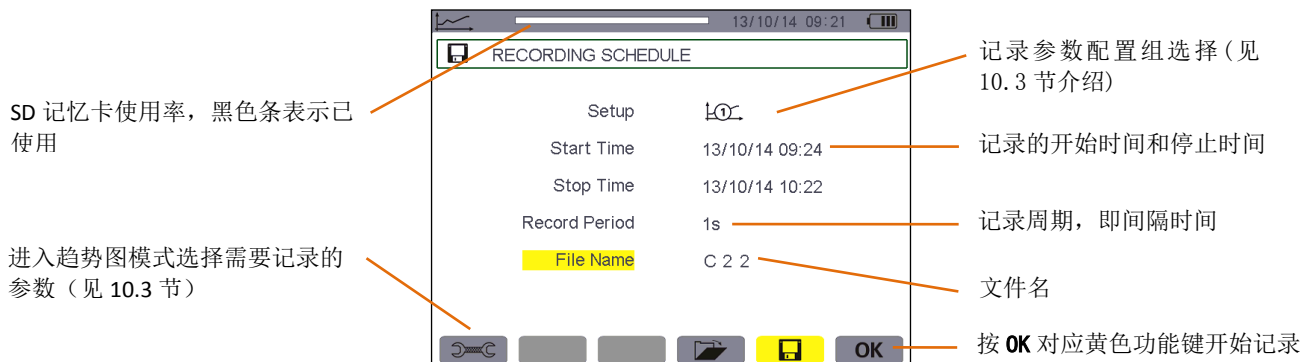 13/10/14 09:21
RECORDING SCHEDULE
记录参数配置组选择(见
10.3 节介绍)
SD 记忆卡使用率，黑色条表示已
使用
Setup
1
Start Time 13/10/14 09:24
记录的开始时间和停止时间
Stop Time 13/10/14 10:22
Record Period 1s
记录周期，即间隔时间
进入趋势图模式选择需要记录的
参数（见 10.3 节）
File Name C 2 2
文件名
OK
按 OK 对应黄色功能键开始记录